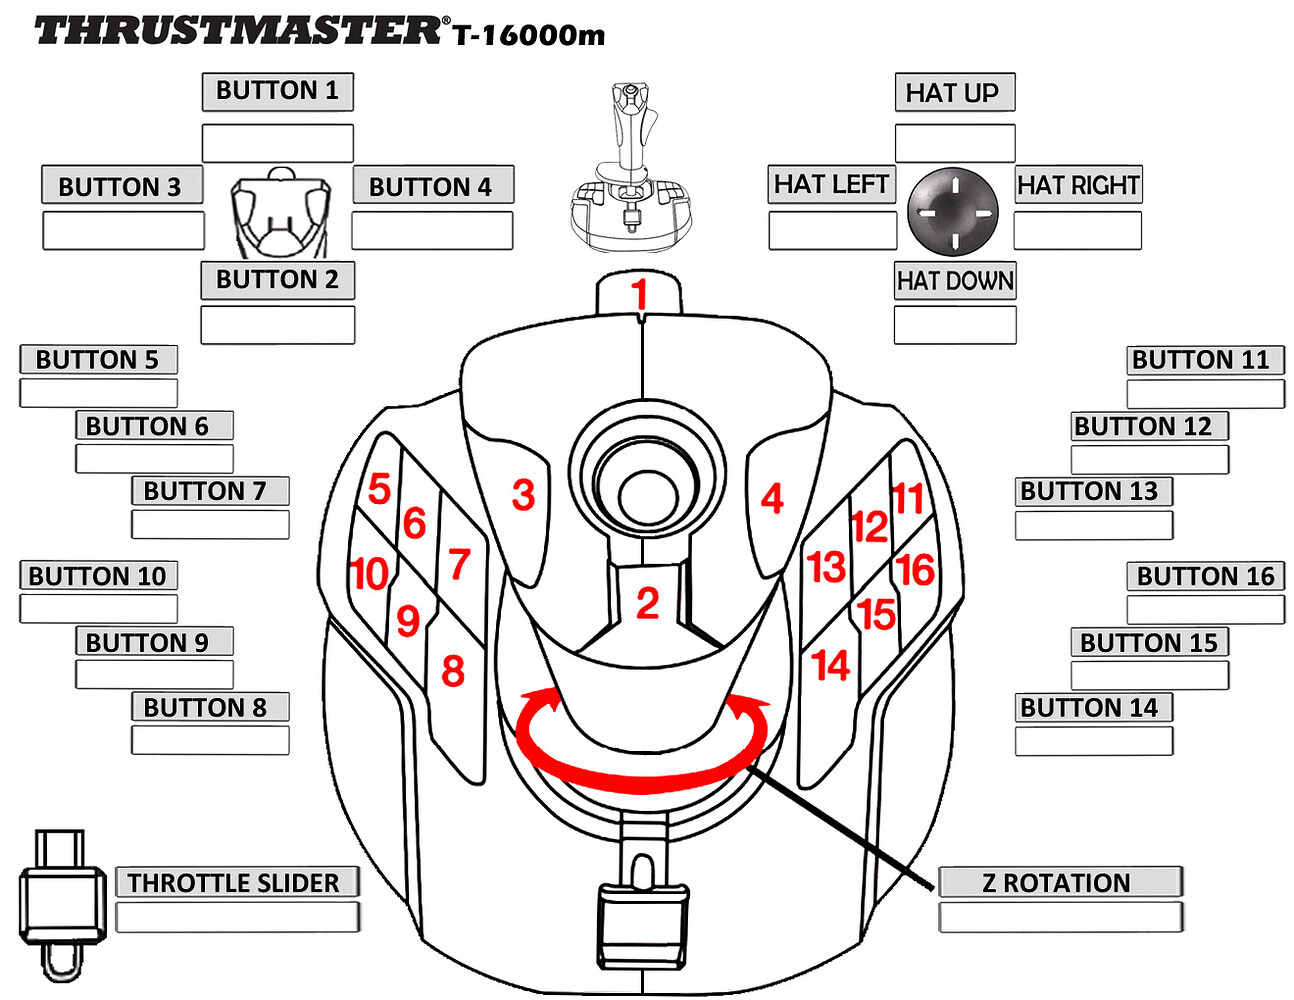 THRUSTMASTER® T-16000m
BUTTON 1
HAT UP
BUTTON 3
BUTTON 4
HAT LEFT
HAT RIGHT
BUTTON 2
HAT DOWN
1
BUTTON 5
BUTTON 11
BUTTON 6
BUTTON 12
BUTTON 7
BUTTON 13
5
6
7
3
4
11
12
13
10
9
8
2
16
15
14
BUTTON 10
BUTTON 16
BUTTON 9
BUTTON 15
BUTTON 8
BUTTON 14
THROTTLE SLIDER
Z ROTATION